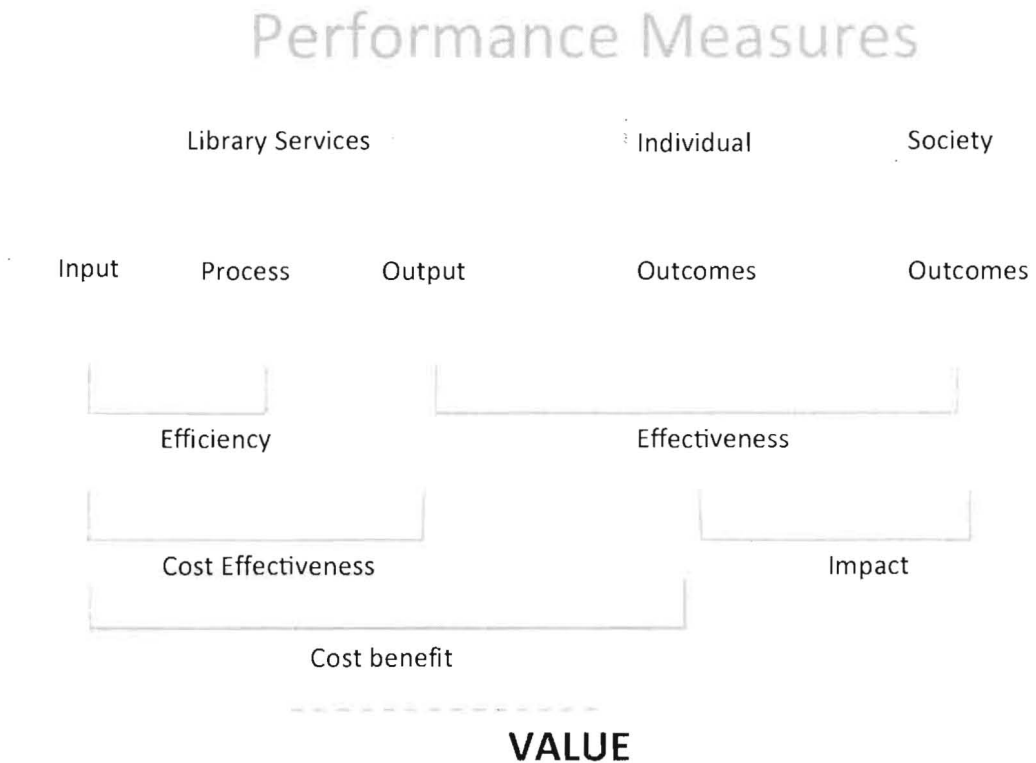 Performance Measures
Library Services Individual Society
Input Process Output Outcomes Outcomes
Efficiency Effectiveness
Cost Effectiveness Impact
Cost benefit
VALUE